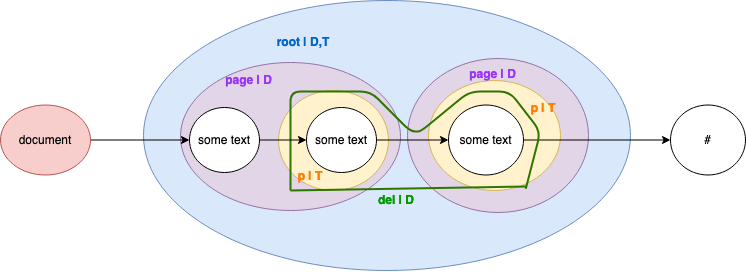 root | D,T
page | D
page | D
p | T
document
some text
some text
some text
#
p | T
del | D